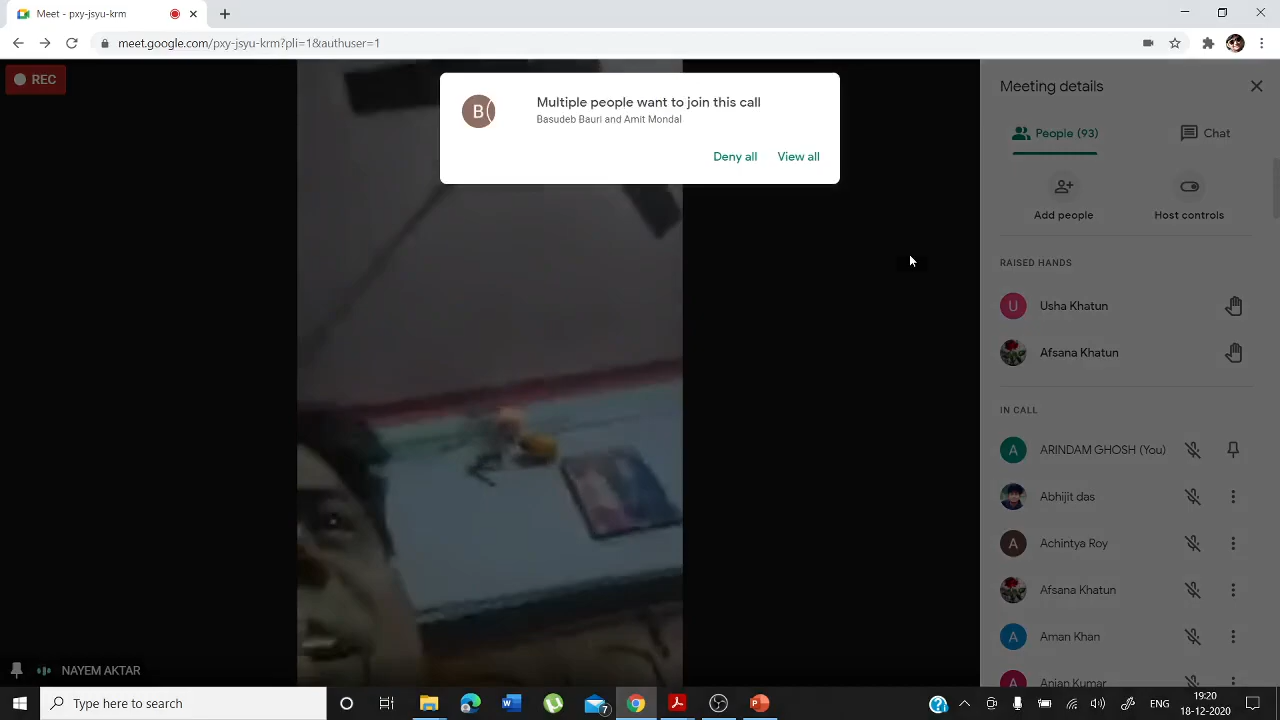 Meet - pxy-jsyu-krm
meet.google.com/pxy-jsyu-krm?pli=1&authuser=1
REC
B(
Multiple people want to join this call
Basudeb Bauri and Amit Mondal
Deny all View all
Meeting details
People (93) Chat
Add people Host controls
RAISED HANDS
U Usha Khatun
Afsana Khatun
IN CALL
A ARINDAM GHOSH (You)
Abhijit das
A Achintya Roy
Afsana Khatun
A Aman Khan
A Anjan Kumar
NAYEM AKTAR
Type here to search
7
ENG
19:20
18-12-2020